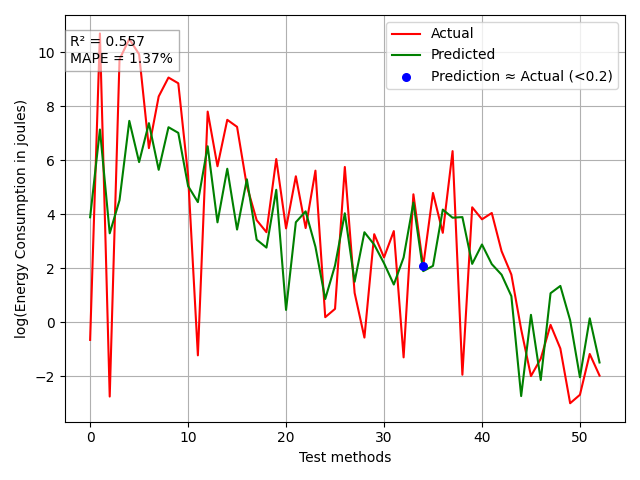 R² = 0.557
MAPE = 1.37%
Actual
Predicted
Prediction ≈ Actual (<0.2)
log(Energy Consumption in joules)
10
8
6
4
2
0
−2
0 10 20 30 40 50
Test methods